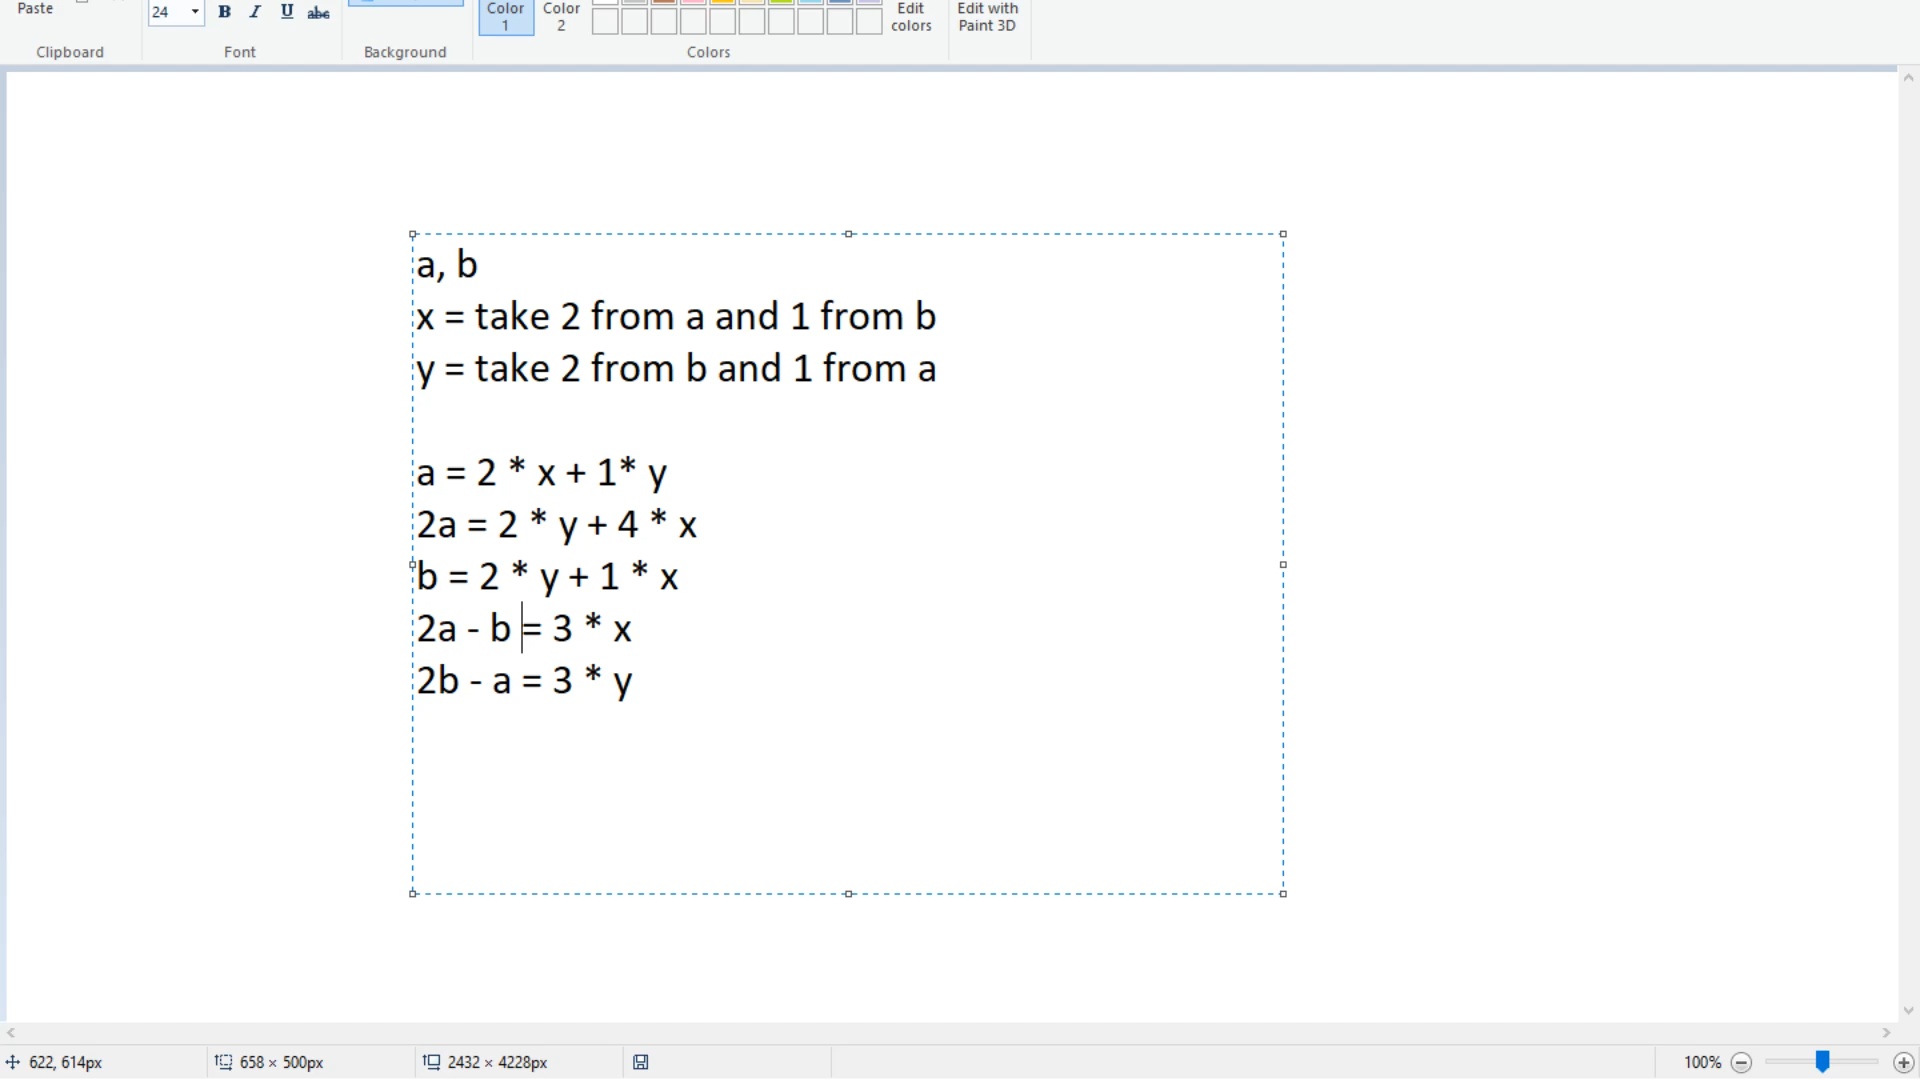 Paste
24
B I U abc
Color 1
Color 2
Edit colors
Edit with Paint 3D
Clipboard
Font
Background
Colors
a, b
x = take 2 from a and 1 from b
y = take 2 from b and 1 from a
a = 2 * x + 1* y
2a = 2 * y + 4 * x
b = 2 * y + 1 * x
2a - b = 3 * x
2b - a = 3 * y
622, 614px
658 × 500px
2432 × 4228px
100%